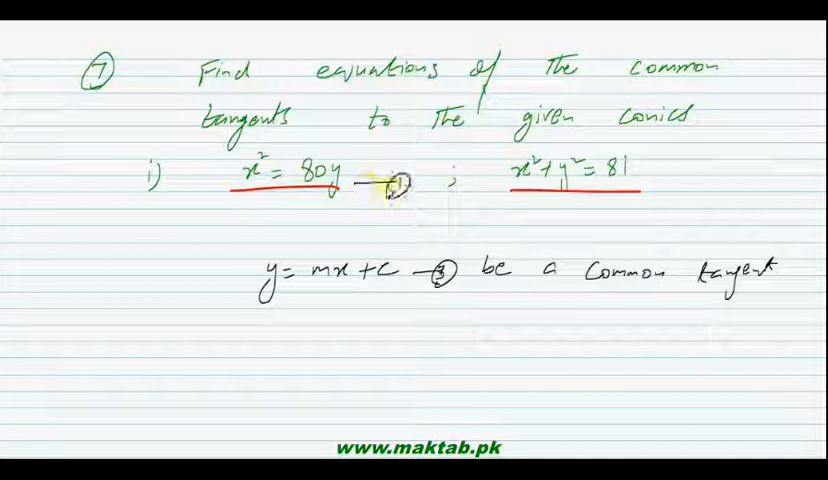 7 Find equations of the common
tangents to the given conics
i) x² = 80y — 1 ; x² + y² = 81
y = mx + c — 3 be a common tangent
www.maktab.pk